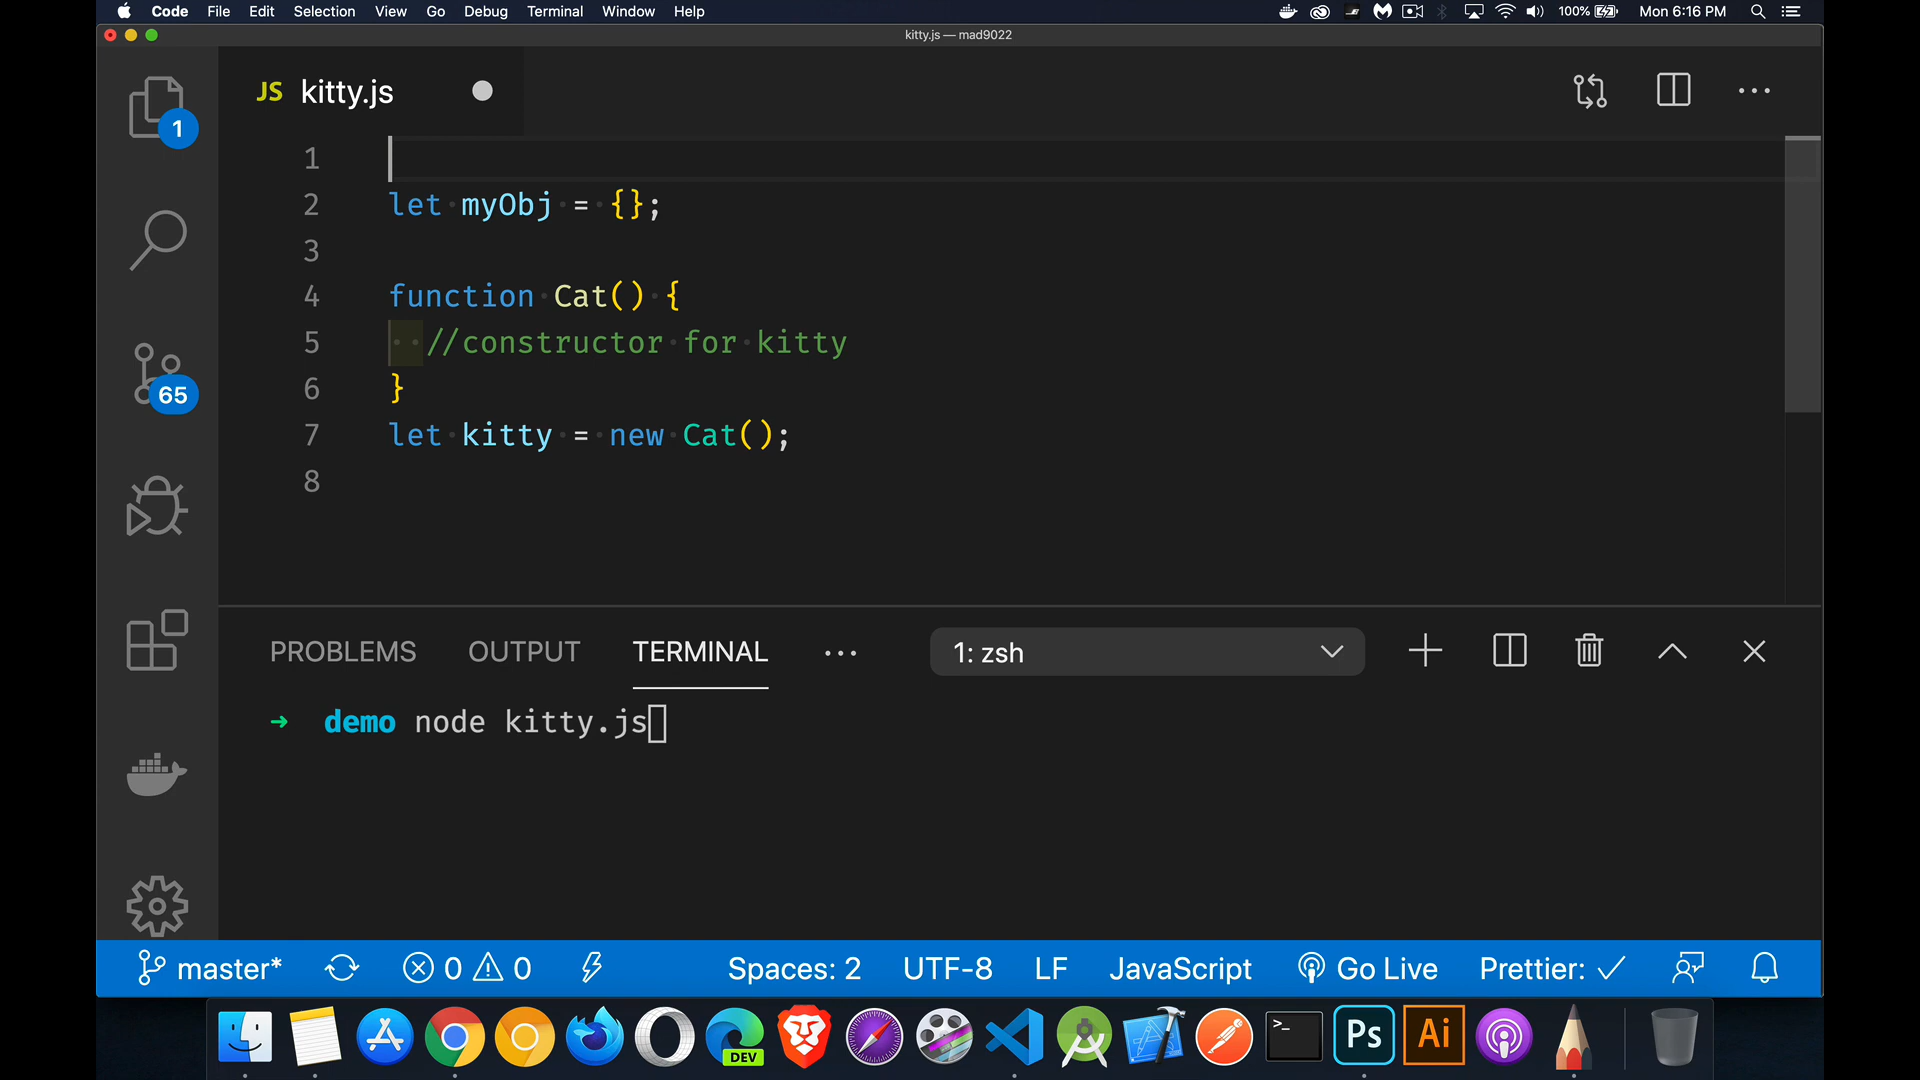 Code File Edit Selection View Go Debug Terminal Window Help 100% Mon 6:16 PM
kitty.js — mad9022
JS kitty.js
1
1
2 let myObj = {};
3
4 function Cat() {
5 //constructor for kitty
6 }
7 let kitty = new Cat();
8
65
PROBLEMS OUTPUT TERMINAL ··· 1: zsh
→ demo node kitty.js
master* 0 0 Spaces: 2 UTF-8 LF JavaScript Go Live Prettier: ✓
DEV >_ Ps Ai